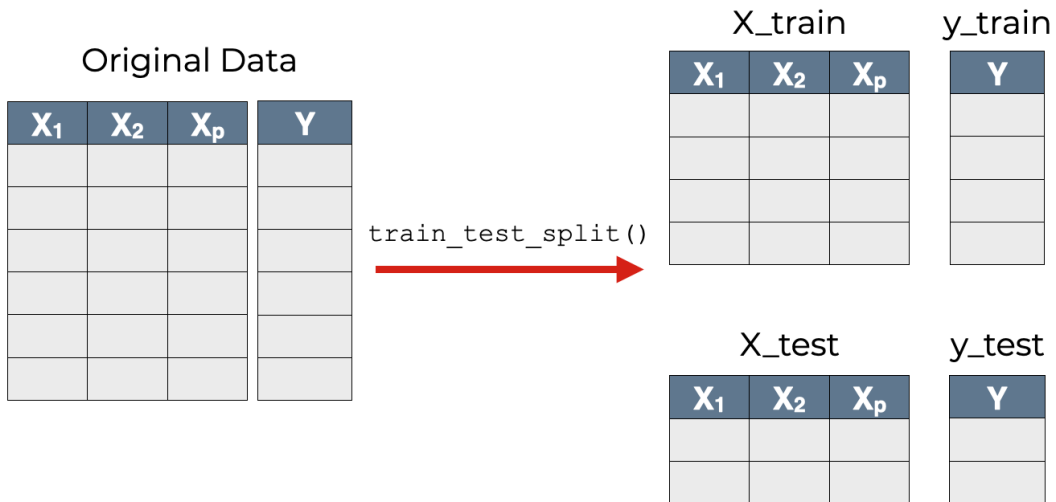 Original Data
X₁ X₂ Xₚ Y
train_test_split()
X_train y_train
X₁ X₂ Xₚ Y
X_test y_test
X₁ X₂ Xₚ Y